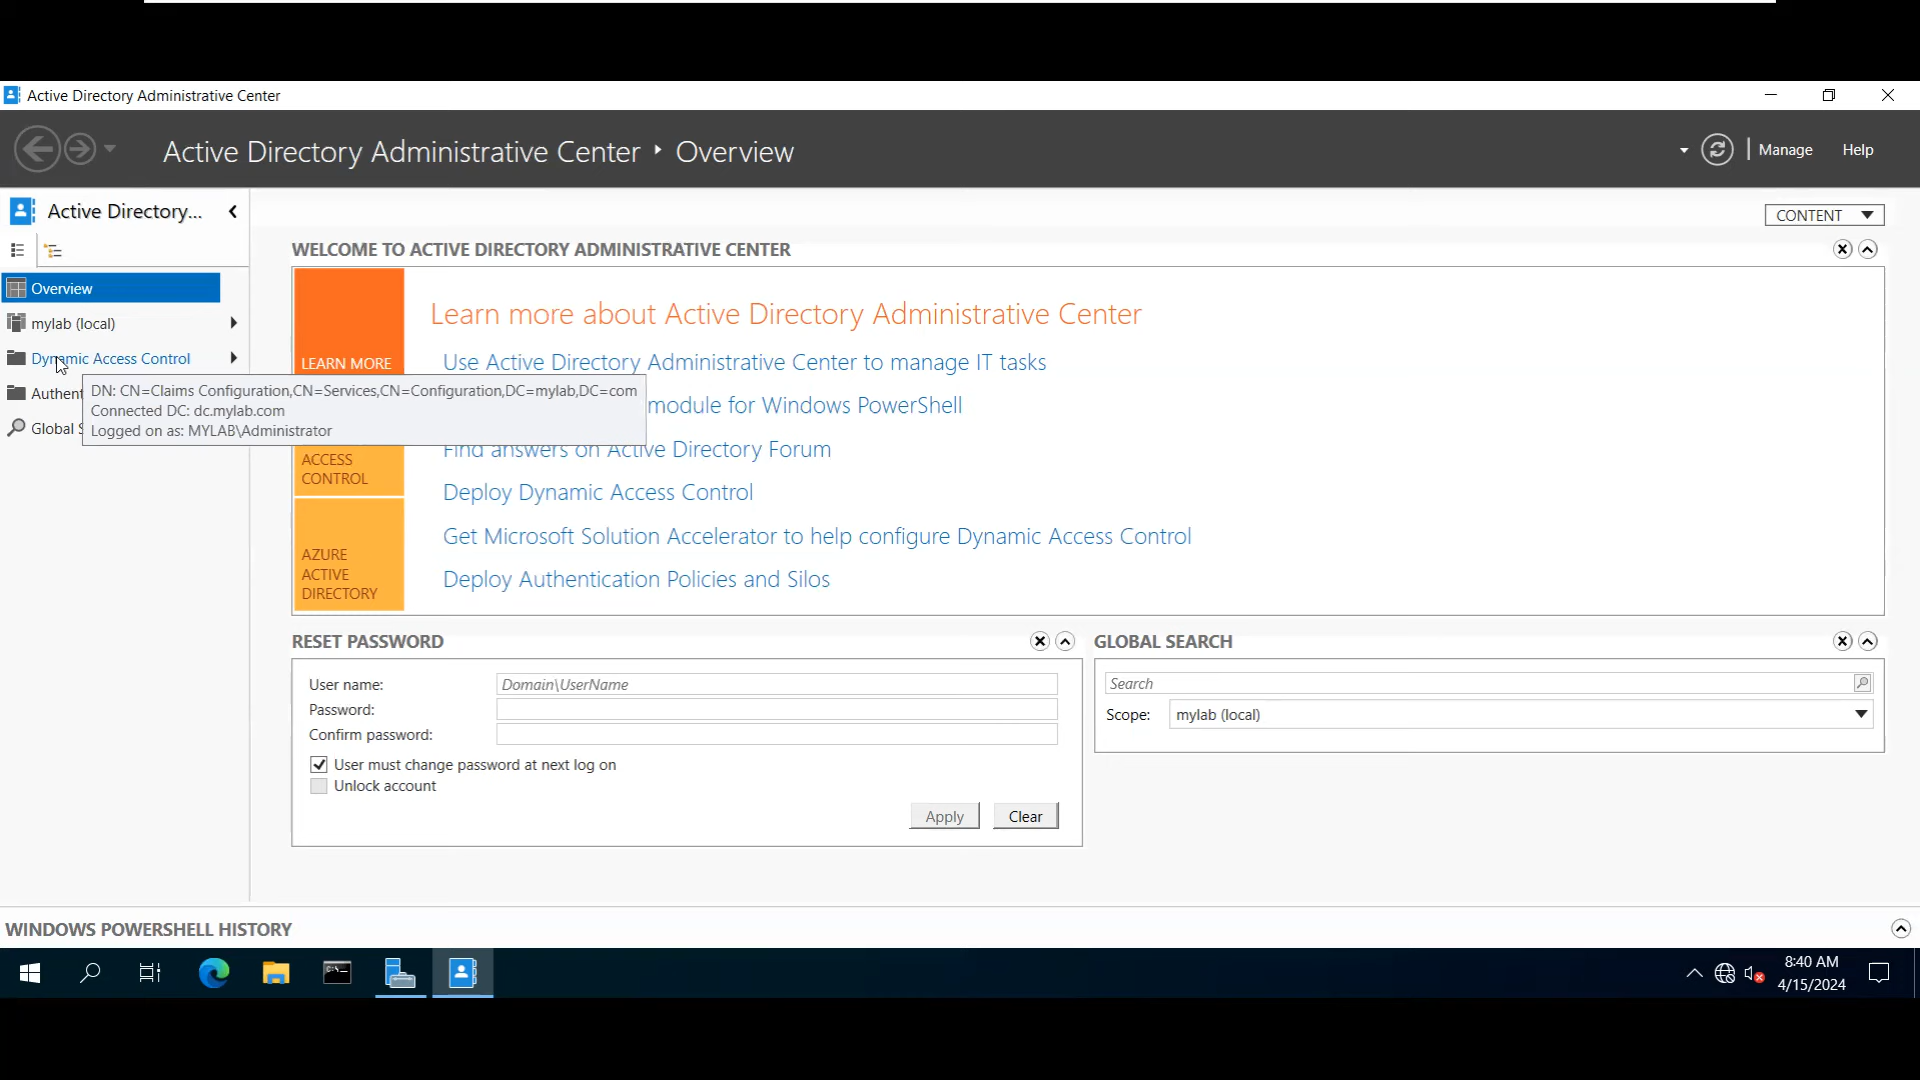 Active Directory Administrative Center
Active Directory Administrative Center ‣ Overview
Manage
Help
Active Directory...
CONTENT
Overview
mylab (local)
Dynamic Access Control
Authent
Global S
DN: CN=Claims Configuration,CN=Services,CN=Configuration,DC=mylab,DC=com
Connected DC: dc.mylab.com
Logged on as: MYLAB\Administrator
WELCOME TO ACTIVE DIRECTORY ADMINISTRATIVE CENTER
LEARN MORE
ACCESS
CONTROL
AZURE
ACTIVE
DIRECTORY
Learn more about Active Directory Administrative Center
Use Active Directory Administrative Center to manage IT tasks
module for Windows PowerShell
Find answers on Active Directory Forum
Deploy Dynamic Access Control
Get Microsoft Solution Accelerator to help configure Dynamic Access Control
Deploy Authentication Policies and Silos
RESET PASSWORD
User name:
Domain\UserName
Password:
Confirm password:
User must change password at next log on
Unlock account
Apply
Clear
GLOBAL SEARCH
Search
Scope:
mylab (local)
WINDOWS POWERSHELL HISTORY
8:40 AM
4/15/2024